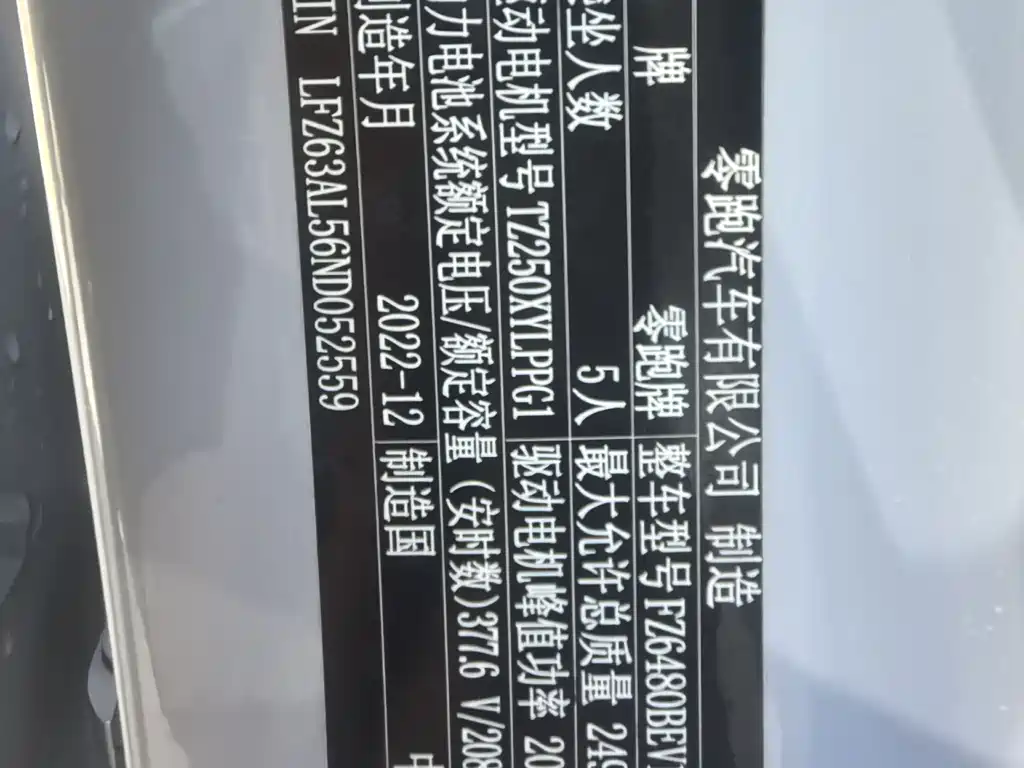 零跑汽车有限公司 制造
牌 零跑牌 整车型号 FZ6480BEV
坐人数 5人 最大允许总质量 249
动电机型号 TZ250XYLPPG1 驱动电机峰值功率 20
力电池系统额定电压/额定容量(安时数)377.6 V/208
造年月 2022-12 制造国 中
IN LFZ63AL56ND052559